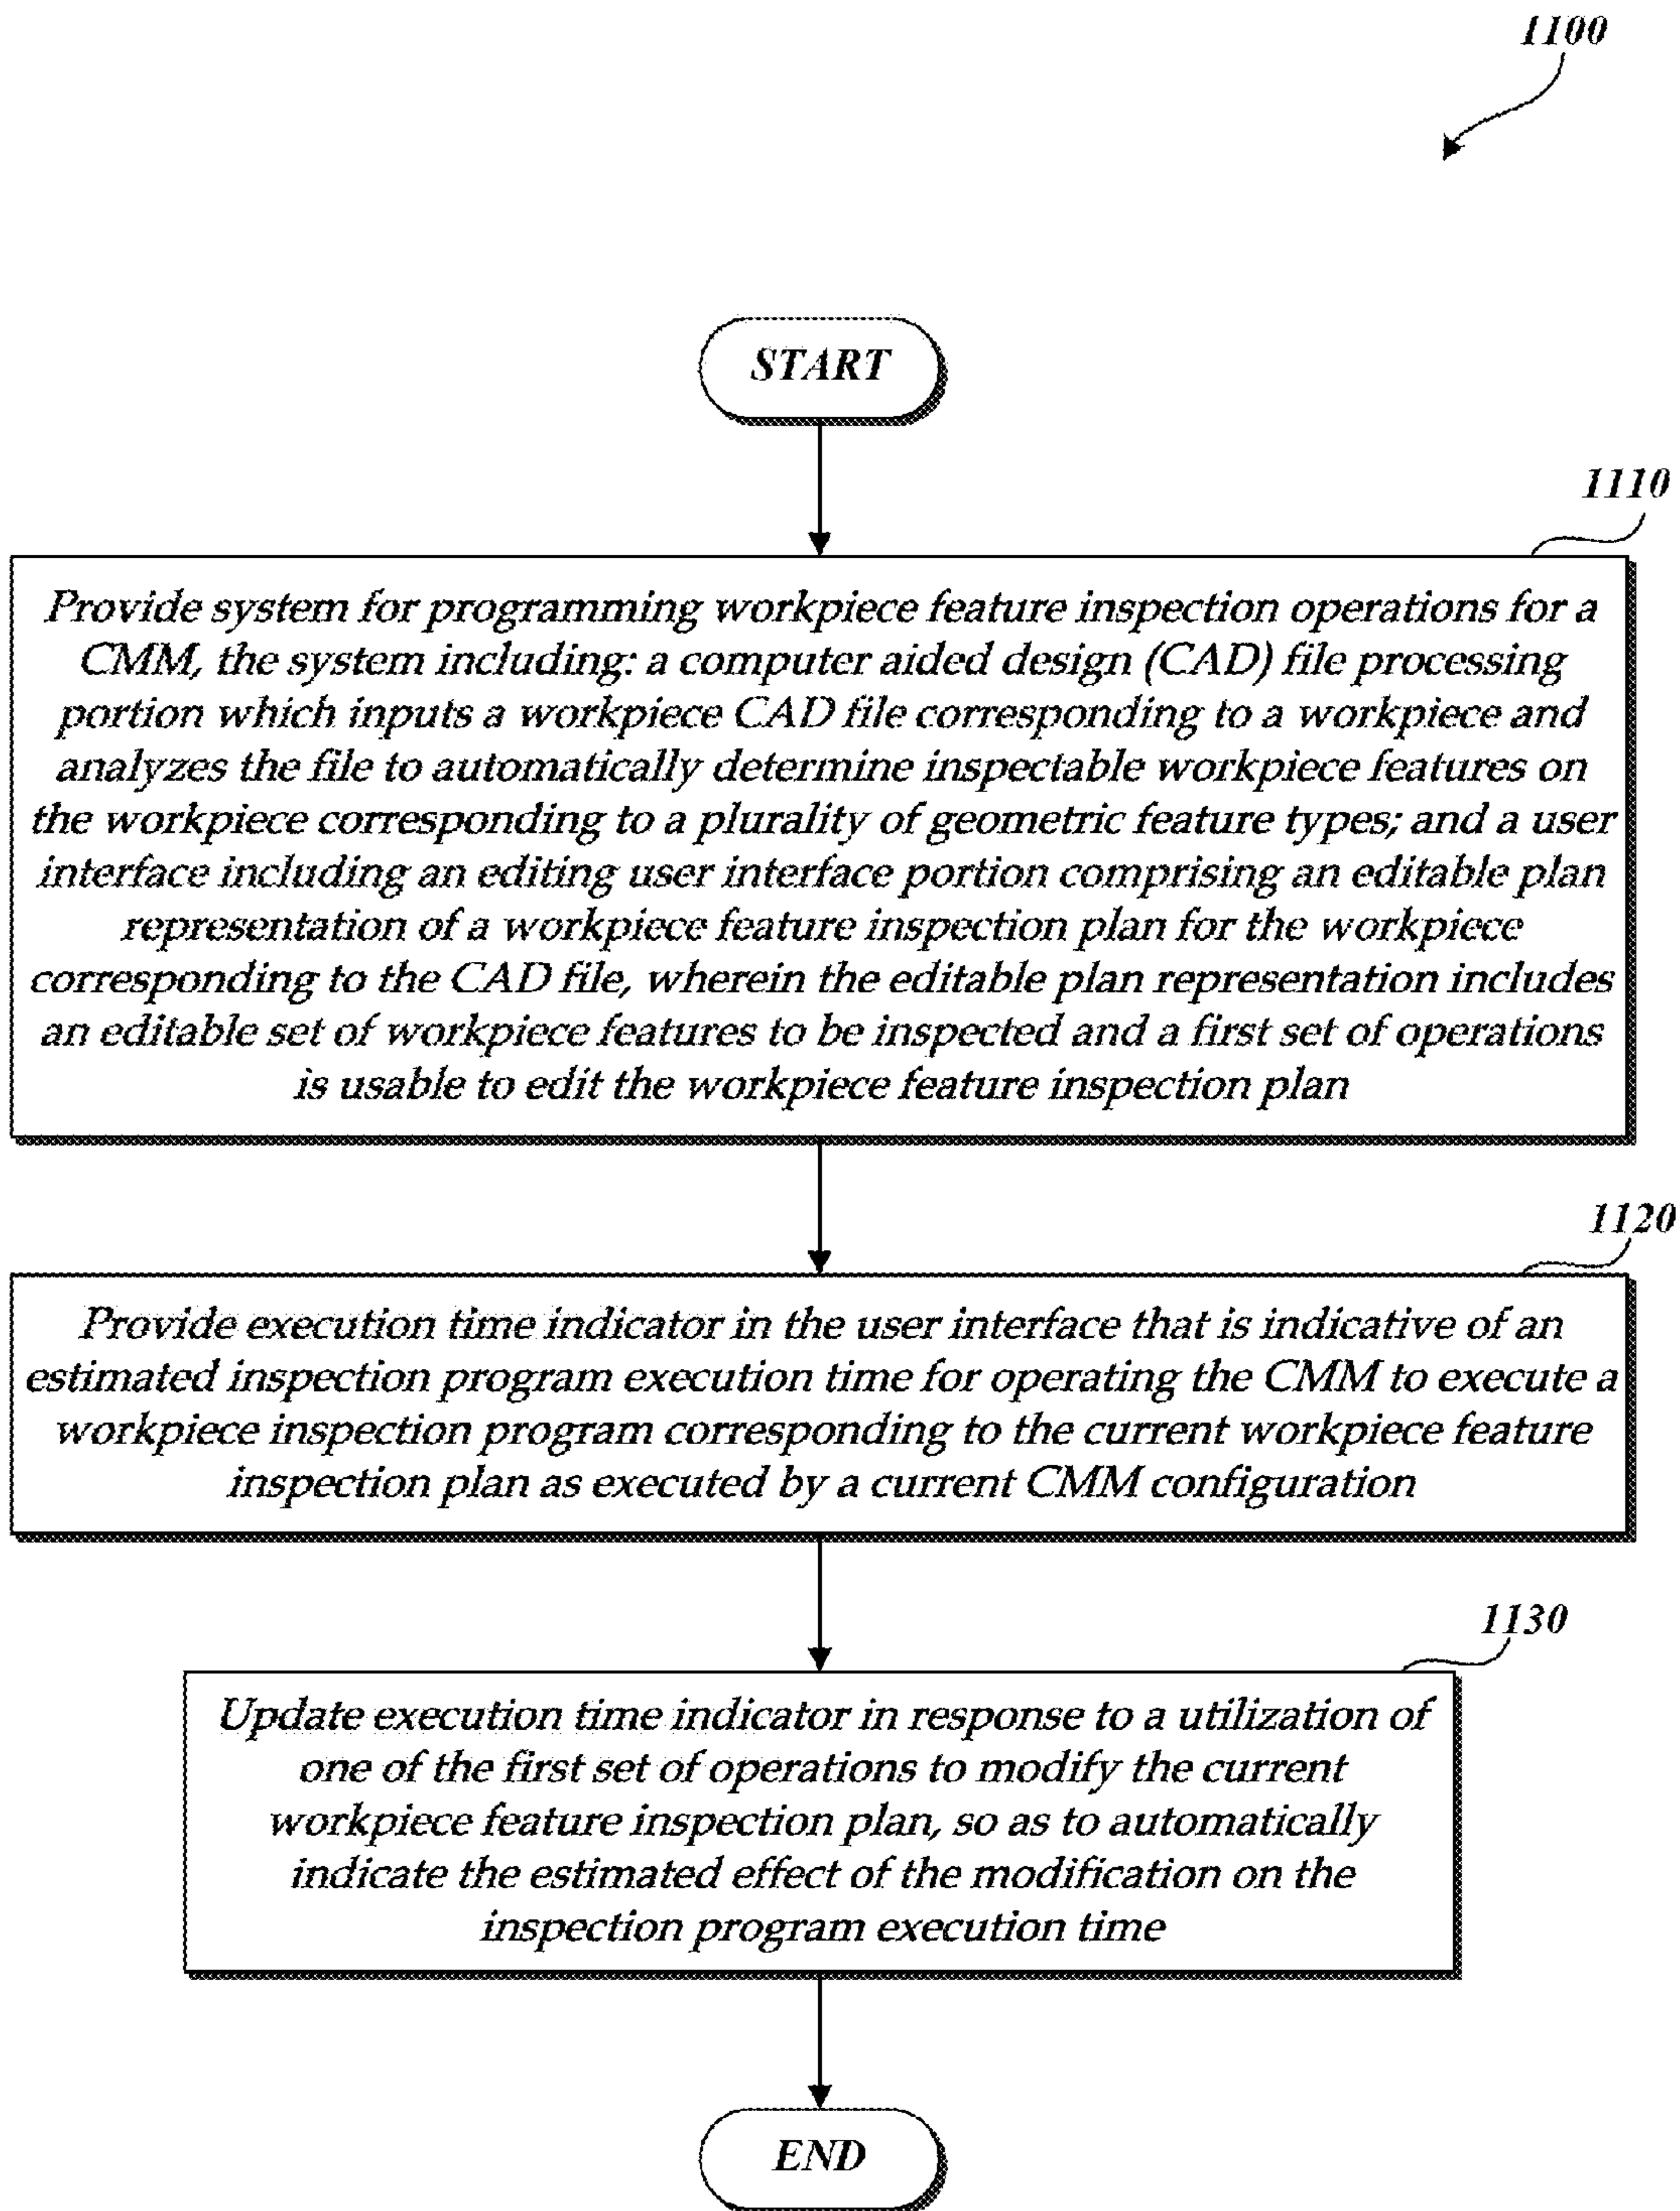 1100
START
1110
Provide system for programming workpiece feature inspection operations for a
CMM, the system including: a computer aided design (CAD) file processing
portion which inputs a workpiece CAD file corresponding to a workpiece and
analyzes the file to automatically determine inspectable workpiece features on
the workpiece corresponding to a plurality of geometric feature types; and a user
interface including an editing user interface portion comprising an editable plan
representation of a workpiece feature inspection plan for the workpiece
corresponding to the CAD file, wherein the editable plan representation includes
an editable set of workpiece features to be inspected and a first set of operations
is usable to edit the workpiece feature inspection plan
1120
Provide execution time indicator in the user interface that is indicative of an
estimated inspection program execution time for operating the CMM to execute a
workpiece inspection program corresponding to the current workpiece feature
inspection plan as executed by a current CMM configuration
1130
Update execution time indicator in response to a utilization of
one of the first set of operations to modify the current
workpiece feature inspection plan, so as to automatically
indicate the estimated effect of the modification on the
inspection program execution time
END